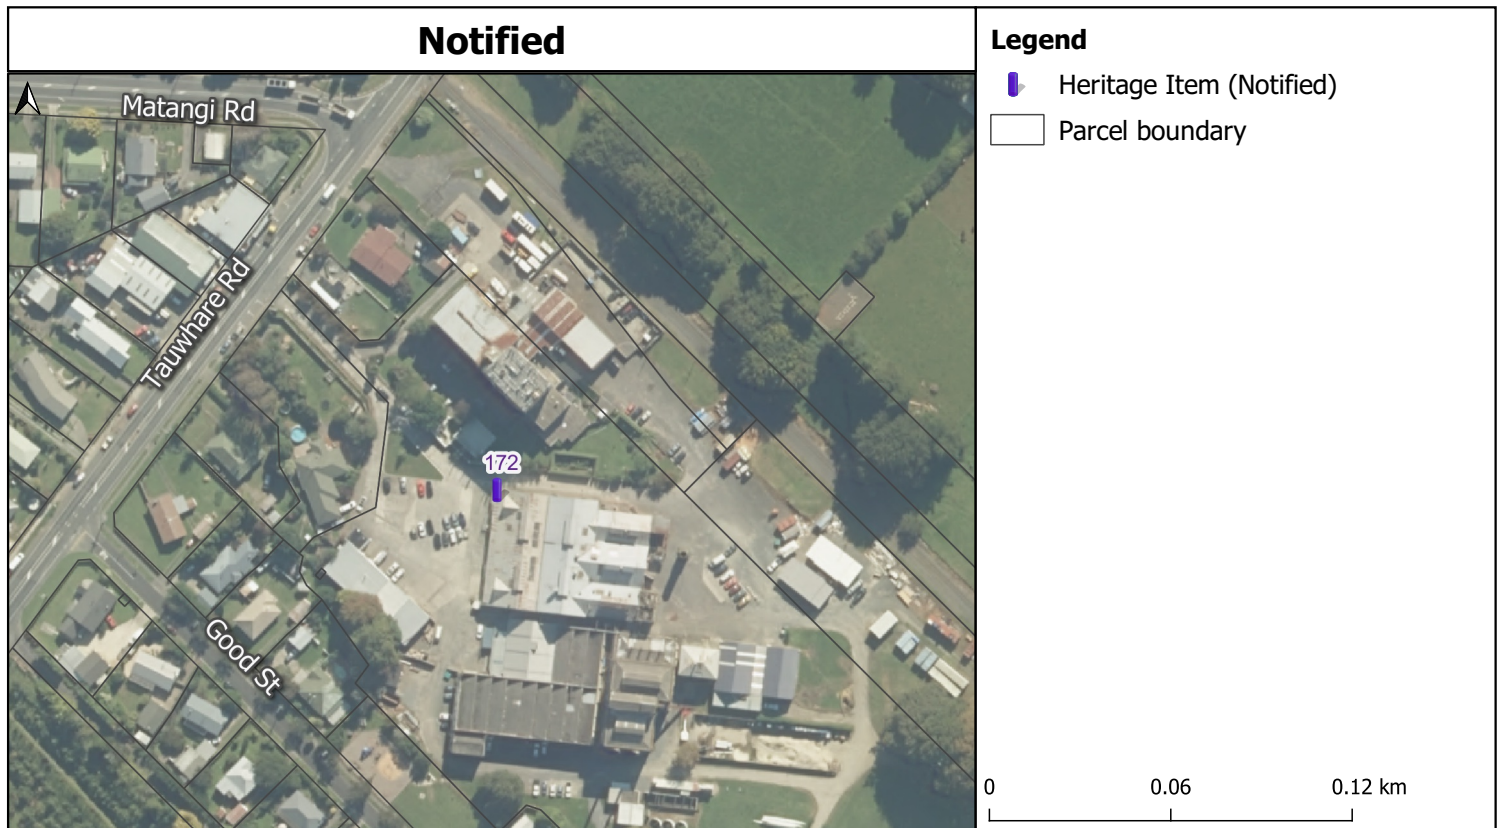 Notified
Legend
Heritage Item (Notified)
Parcel boundary
Matangi Rd
Tauwhare Rd
172
Good St
0 0.06 0.12 km